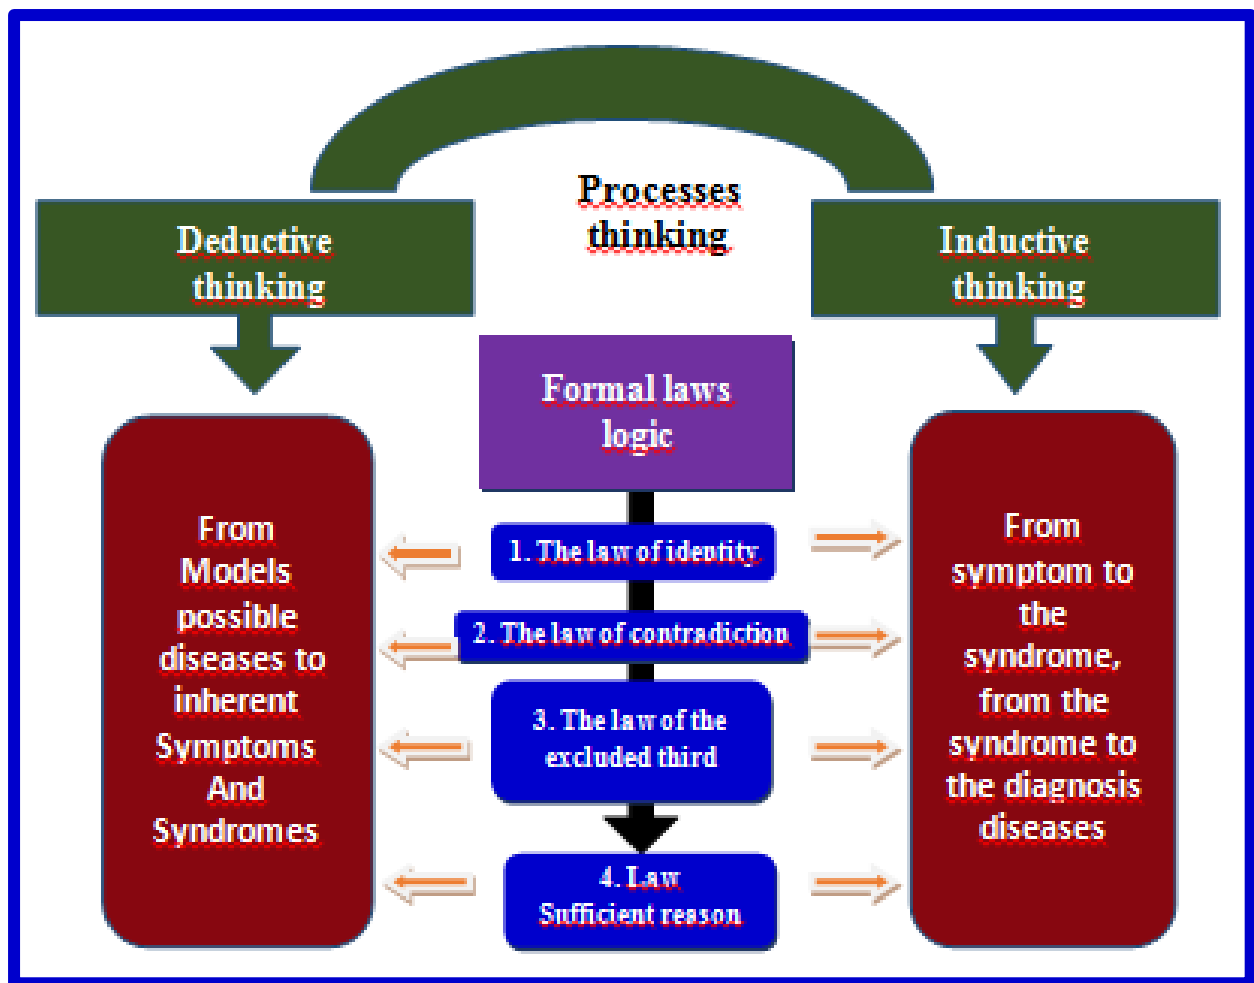 Processes
thinking
Deductive
thinking
Inductive
thinking
Formal laws
logic
From
Models
possible
diseases to
inherent
Symptoms
And
Syndromes
1. The law of identity
2. The law of contradiction
3. The law of the
excluded third
4. Law
Sufficient reason
From
symptom to
the
syndrome,
from the
syndrome to
the diagnosis
diseases